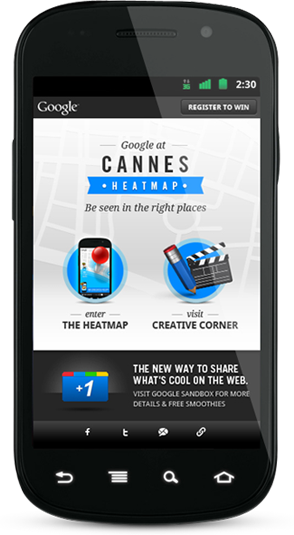 2:30
Google
REGISTER TO WIN
Google at
CANNES
• HEATMAP •
Be seen in the right places
enter
THE HEATMAP
visit
CREATIVE CORNER
+1
THE NEW WAY TO SHARE
WHAT'S COOL ON THE WEB.
VISIT GOOGLE SANDBOX FOR MORE
DETAILS & FREE SMOOTHIES